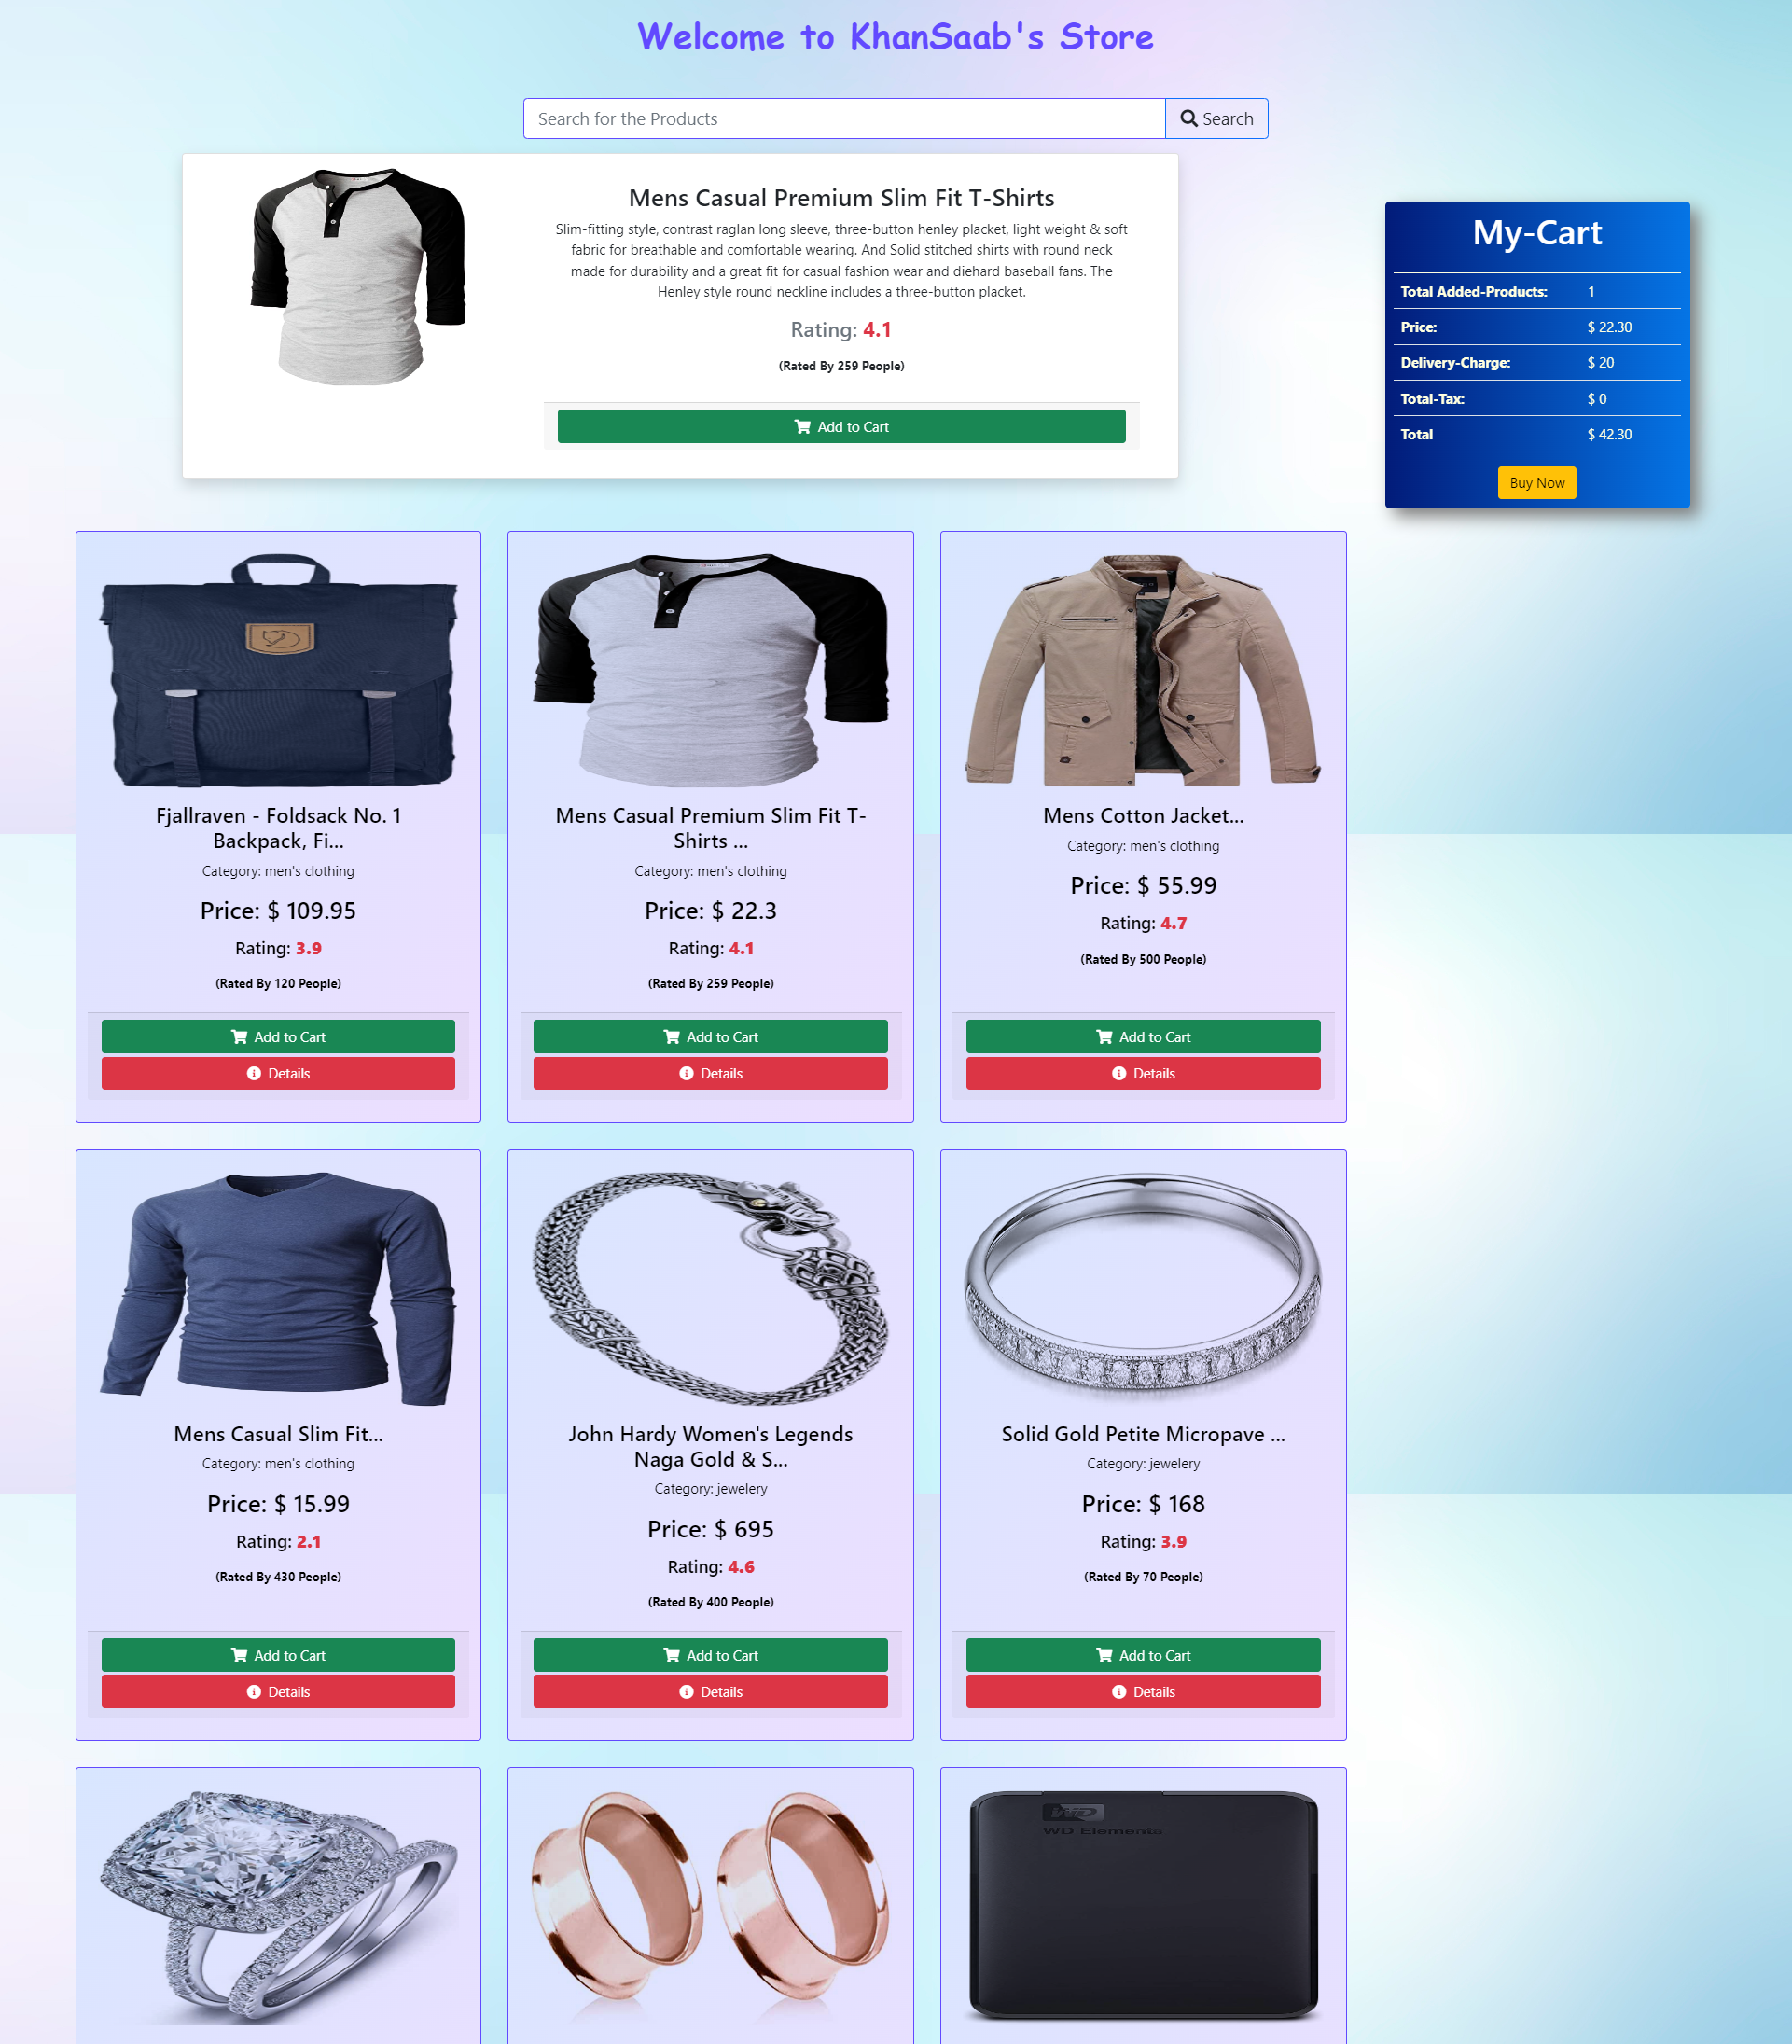 Welcome to KhanSaab's Store
Search for the Products
Search
Mens Casual Premium Slim Fit T-Shirts
Slim-fitting style, contrast raglan long sleeve, three-button henley placket, light weight & soft
fabric for breathable and comfortable wearing. And Solid stitched shirts with round neck
made for durability and a great fit for casual fashion wear and diehard baseball fans. The
Henley style round neckline includes a three-button placket.
Rating: 4.1
(Rated By 259 People)
Add to Cart
My-Cart
Total Added-Products: 1
Price: $ 22.30
Delivery-Charge: $ 20
Total-Tax: $ 0
Total $ 42.30
Buy Now
Fjallraven - Foldsack No. 1
Backpack, Fi...
Category: men's clothing
Price: $ 109.95
Rating: 3.9
(Rated By 120 People)
Add to Cart
Details
Mens Casual Premium Slim Fit T-
Shirts ...
Category: men's clothing
Price: $ 22.3
Rating: 4.1
(Rated By 259 People)
Add to Cart
Details
Mens Cotton Jacket...
Category: men's clothing
Price: $ 55.99
Rating: 4.7
(Rated By 500 People)
Add to Cart
Details
Mens Casual Slim Fit...
Category: men's clothing
Price: $ 15.99
Rating: 2.1
(Rated By 430 People)
Add to Cart
Details
John Hardy Women's Legends
Naga Gold & S...
Category: jewelery
Price: $ 695
Rating: 4.6
(Rated By 400 People)
Add to Cart
Details
Solid Gold Petite Micropave ...
Category: jewelery
Price: $ 168
Rating: 3.9
(Rated By 70 People)
Add to Cart
Details
WD
WD Elements